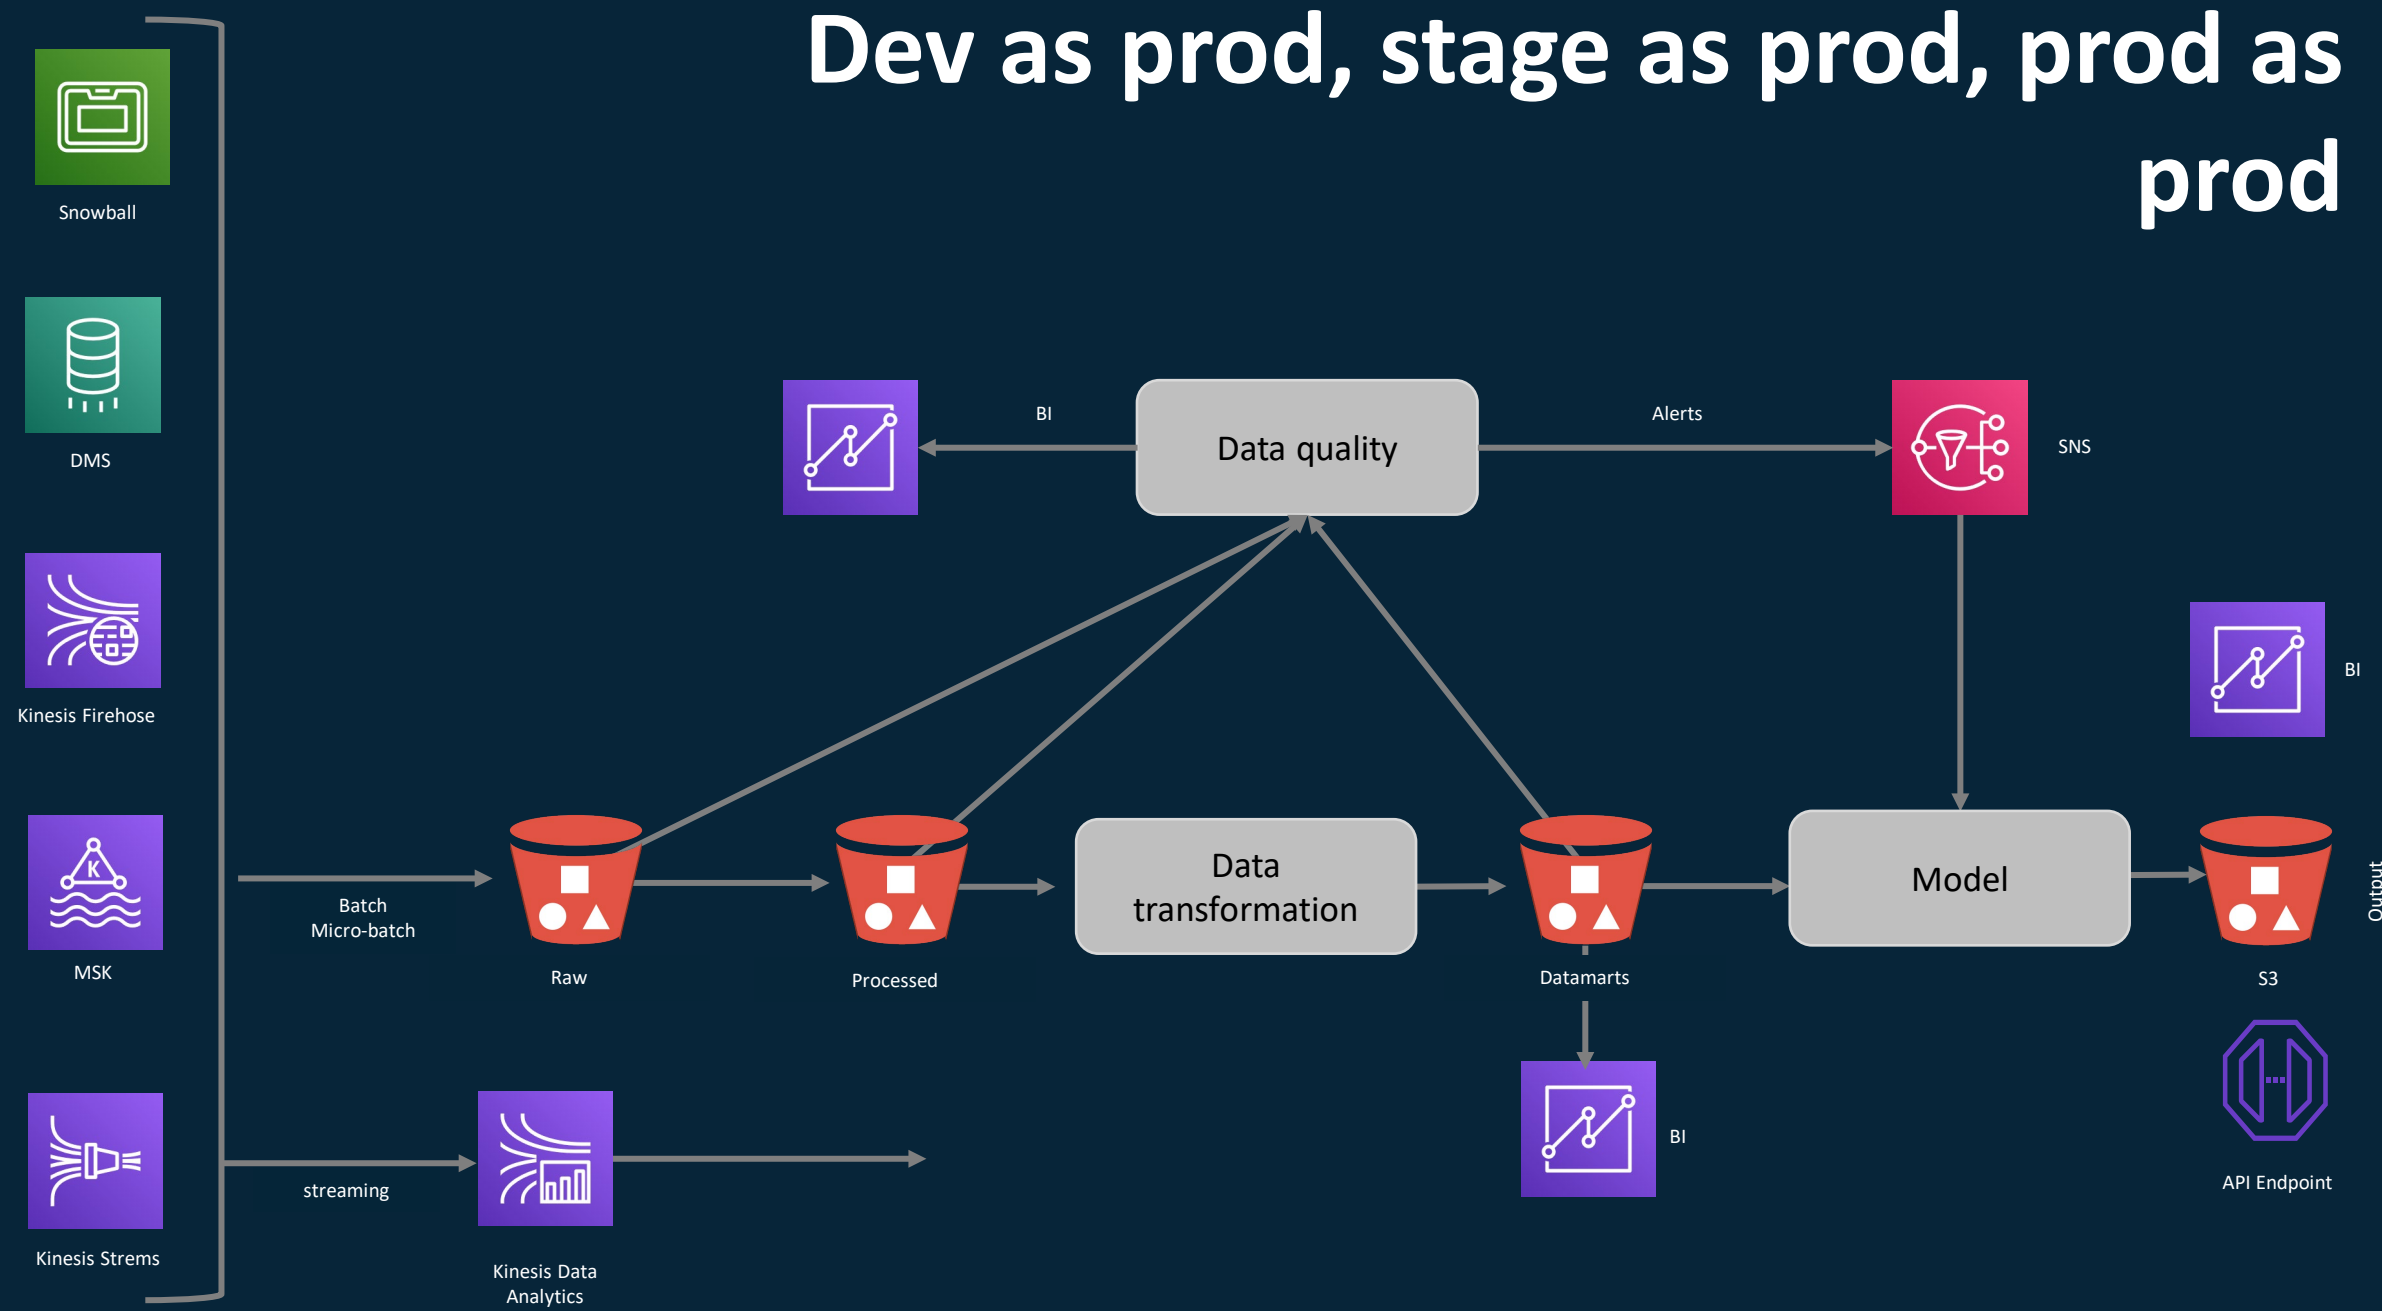 Dev as prod, stage as prod, prod as
prod
Snowball
DMS
Kinesis Firehose
MSK
Kinesis Strems
Batch
Micro-batch
streaming
Kinesis Data
Analytics
Raw
Processed
BI
Data quality
Alerts
SNS
Data
transformation
Datamarts
BI
Model
BI
Output
S3
API Endpoint
K